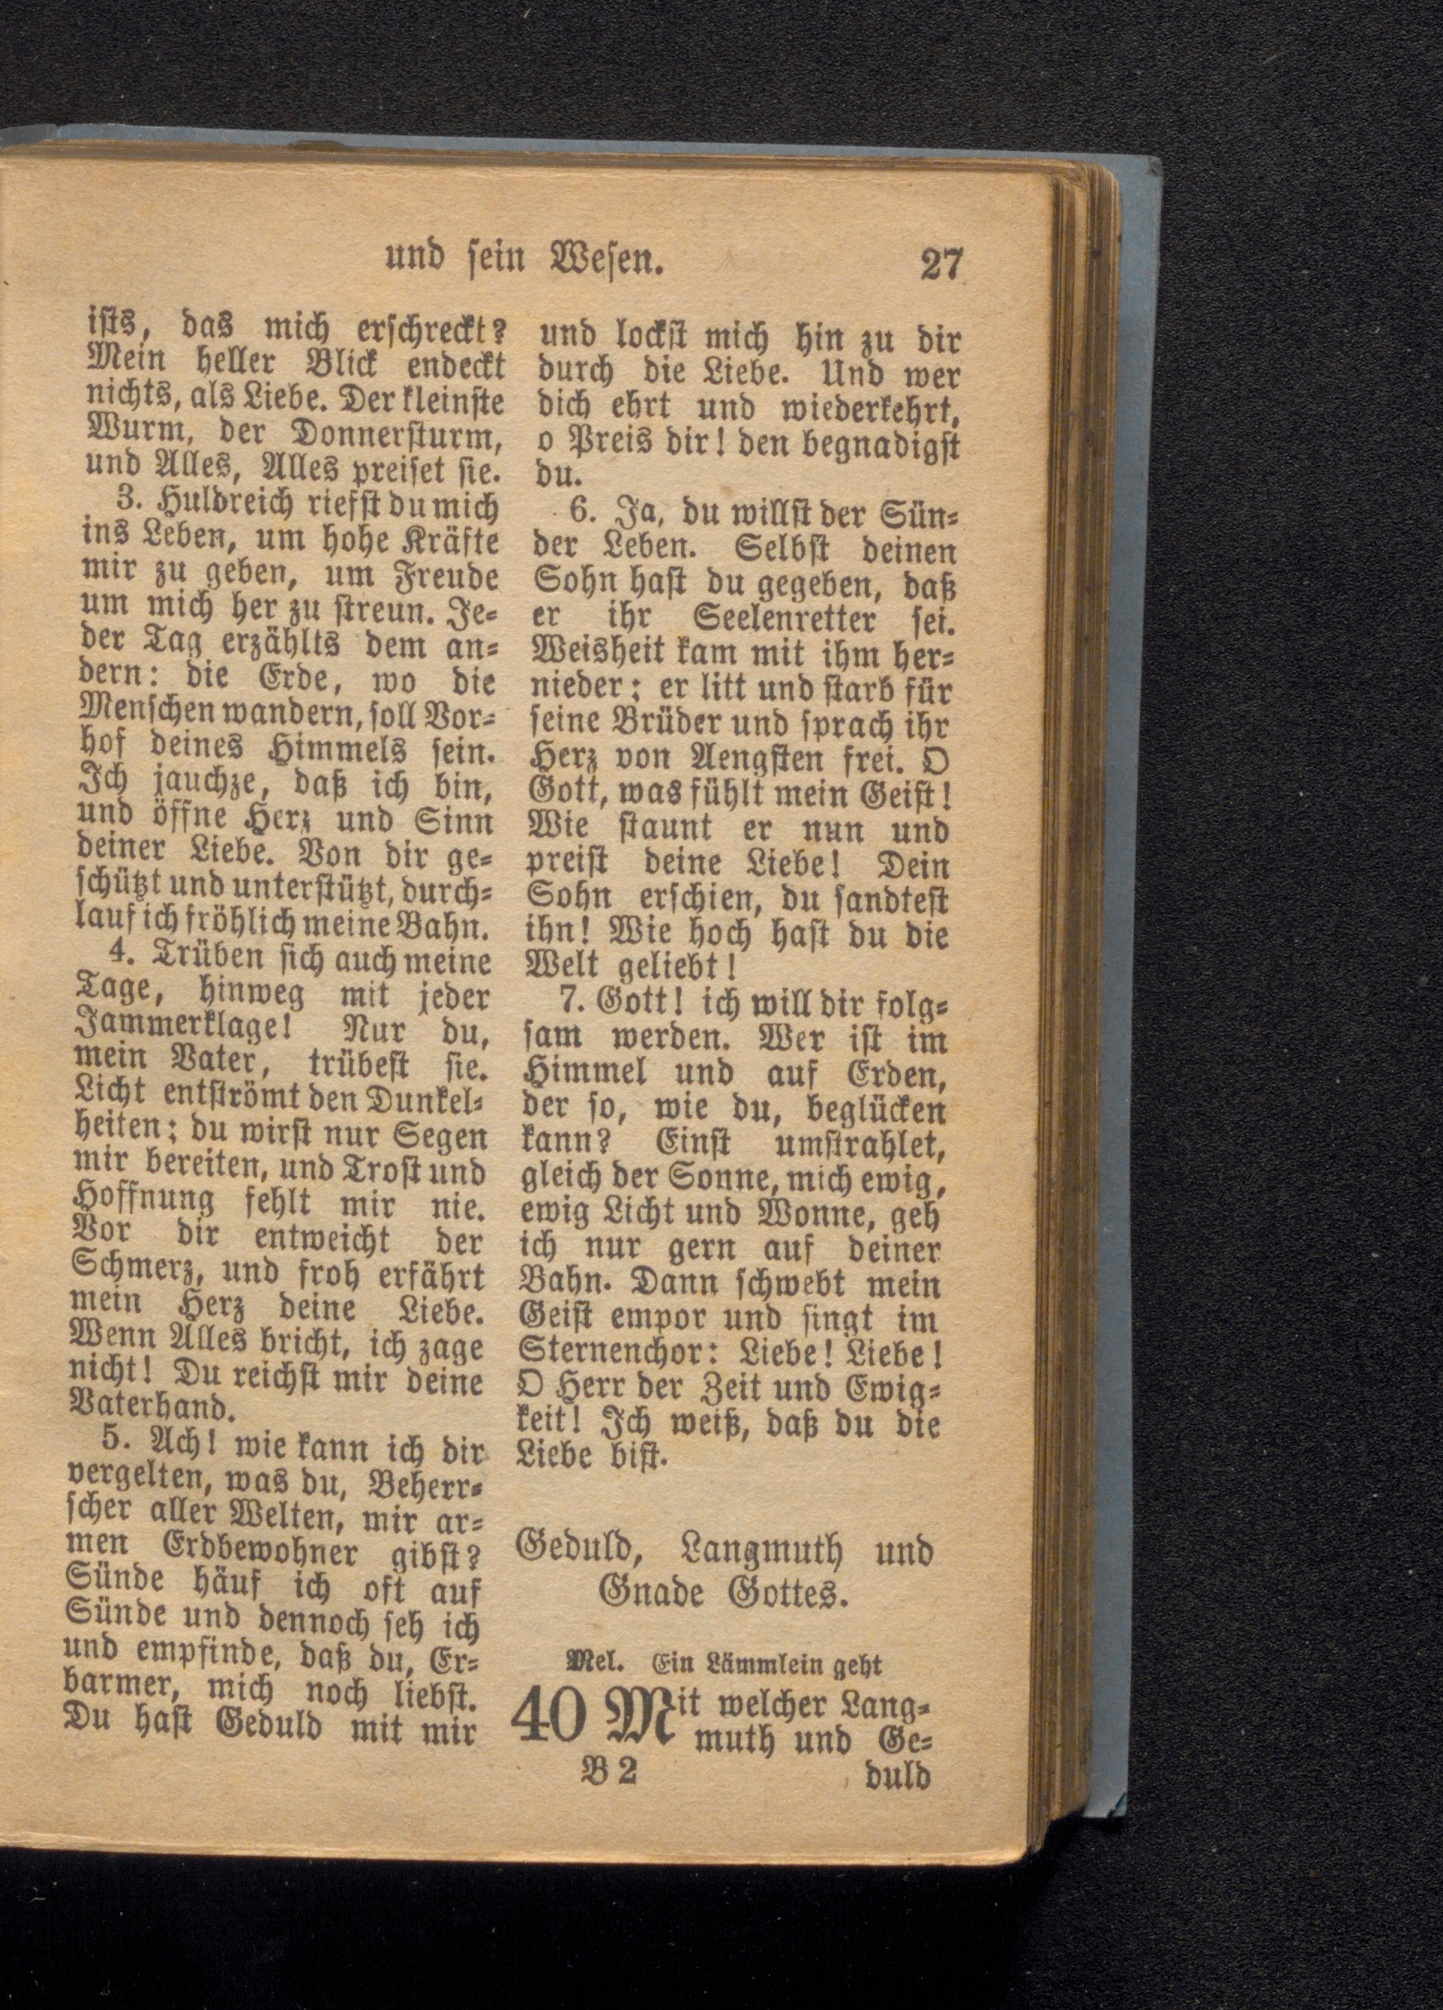 und sein Wesen. 27
ists, das mich erschreckt?
Mein heller Blick endeckt
nichts, als Liebe. Der kleinste
Wurm, der Donnersturm,
und Alles, Alles preiset sie.
3. Huldreich riefst du mich
ins Leben, um hohe Kräfte
mir zu geben, um Freude
um mich her zu streun. Je-
der Tag erzählts dem an-
dern: die Erde, wo die
Menschen wandern, soll Vor-
hof deines Himmels sein.
Ich jauchze, daß ich bin,
und öffne Herz und Sinn
deiner Liebe. Von dir ge-
schützt und unterstützt, durch-
lauf ich fröhlich meine Bahn.
4. Trüben sich auch meine
Tage, hinweg mit jeder
Jammerklage! Nur du,
mein Vater, trübest sie.
Licht entströmt den Dunkel-
heiten; du wirst nur Segen
mir bereiten, und Trost und
Hoffnung fehlt mir nie.
Vor dir entweicht der
Schmerz, und froh erfährt
mein Herz deine Liebe.
Wenn Alles bricht, ich zage
nicht! Du reichst mir deine
Vaterhand.
5. Ach! wie kann ich dir
vergelten, was du, Beherr-
scher aller Welten, mir ar-
men Erdbewohner gibst?
Sünde häuf ich oft auf
Sünde und dennoch seh ich
und empfinde, daß du, Er-
barmer, mich noch liebst.
Du hast Geduld mit mir
und lockst mich hin zu dir
durch die Liebe. Und wer
dich ehrt und wiederkehrt,
o Preis dir! den begnadigst
du.
6. Ja, du willst der Sün-
der Leben. Selbst deinen
Sohn hast du gegeben, daß
er ihr Seelenretter sei.
Weisheit kam mit ihm her-
nieder; er litt und starb für
seine Brüder und sprach ihr
Herz von Aengsten frei. O
Gott, was fühlt mein Geist!
Wie staunt er nun und
preist deine Liebe! Dein
Sohn erschien, du sandtest
ihn! Wie hoch hast du die
Welt geliebt!
7. Gott! ich will dir folg-
sam werden. Wer ist im
Himmel und auf Erden,
der so, wie du, beglücken
kann? Einst umstrahlet,
gleich der Sonne, mich ewig,
ewig Licht und Wonne, geh
ich nur gern auf deiner
Bahn. Dann schwebt mein
Geist empor und singt im
Sternenchor: Liebe! Liebe!
O Herr der Zeit und Ewig-
keit! Ich weiß, daß du die
Liebe bist.
Geduld, Langmuth und
Gnade Gottes.
Mel. Ein Lämmlein geht
40 Mit welcher Lang-
muth und Ge-
B 2 duld